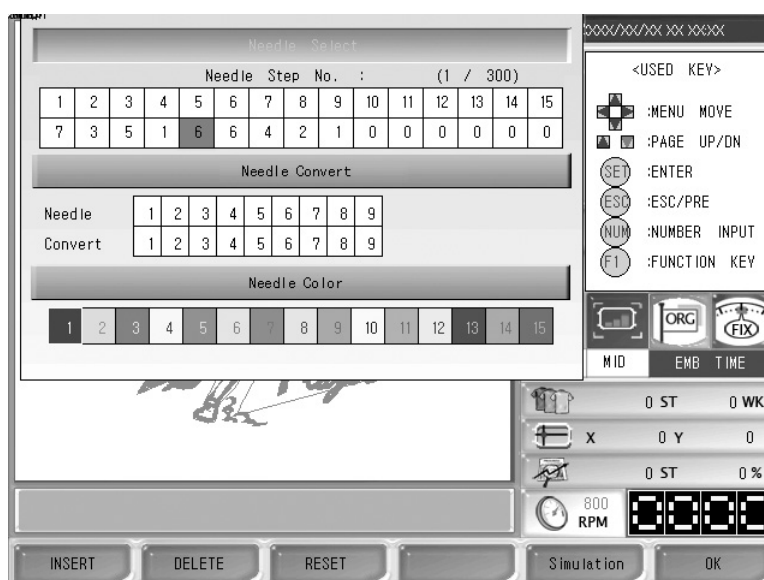 XXXX/XX/XX XX XX:XX
Needle Select
Needle Step No. : (1 / 300)
1 2 3 4 5 6 7 8 9 10 11 12 13 14 15
7 3 5 1 6 6 4 2 1 0 0 0 0 0 0
Needle Convert
Needle 1 2 3 4 5 6 7 8 9
Convert 1 2 3 4 5 6 7 8 9
Needle Color
1 2 3 4 5 6 7 8 9 10 11 12 13 14 15
<USED KEY>
:MENU MOVE
:PAGE UP/DN
SET :ENTER
ESC :ESC/PRE
NUM :NUMBER INPUT
F1 :FUNCTION KEY
ORG FIX
MID EMB TIME
0 ST 0 WK
X 0 Y 0
0 ST 0 %
800 RPM 0000
INSERT DELETE RESET Simulation OK